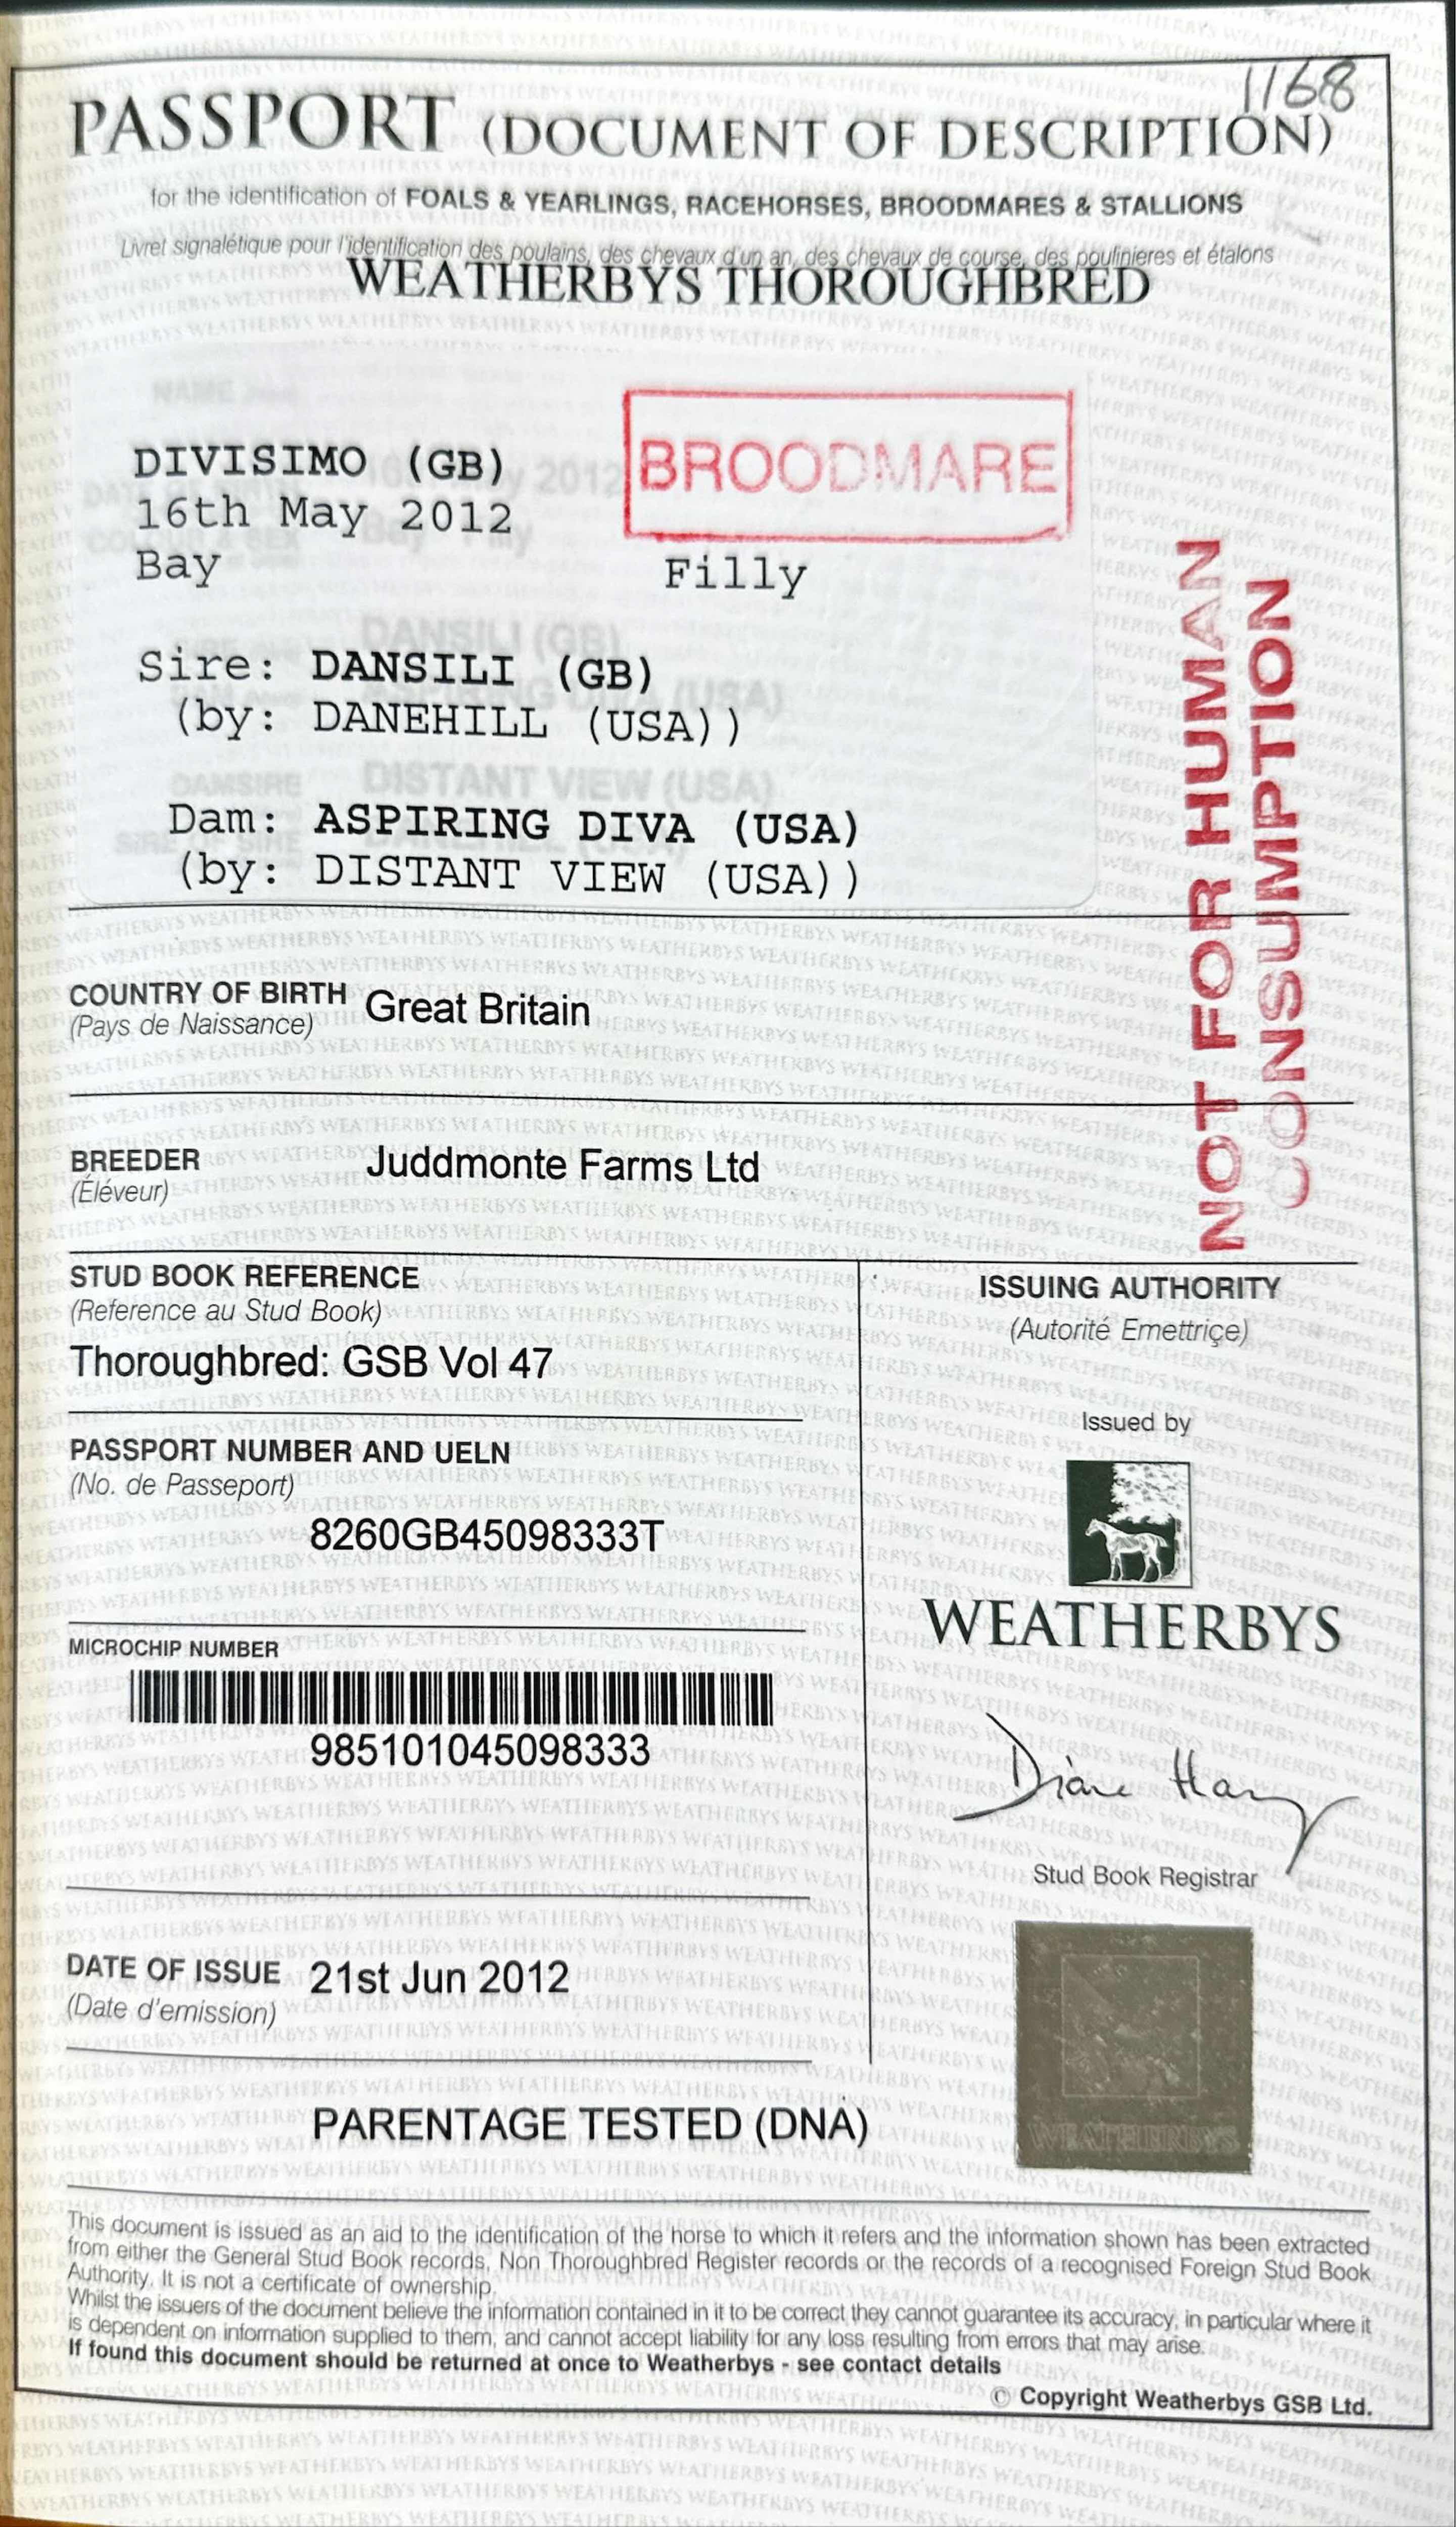 1168
PASSPORT (DOCUMENT OF DESCRIPTION)
for the identification of FOALS & YEARLINGS, RACEHORSES, BROODMARES & STALLIONS
Livret signalétique pour l'identification des poulains, des chevaux d'un an, des chevaux de course, des poulinieres et étalons
WEATHERBYS THOROUGHBRED
DIVISIMO (GB)
BROODMARE
16th May 2012
Bay Filly
Sire: DANSILI (GB)
(by: DANEHILL (USA))
Dam: ASPIRING DIVA (USA)
(by: DISTANT VIEW (USA))
NOT FOR HUMAN
CONSUMPTION
COUNTRY OF BIRTH Great Britain
(Pays de Naissance)
BREEDER Juddmonte Farms Ltd
(Éléveur)
STUD BOOK REFERENCE
(Reference au Stud Book)
Thoroughbred: GSB Vol 47
PASSPORT NUMBER AND UELN
(No. de Passeport)
8260GB45098333T
MICROCHIP NUMBER
985101045098333
DATE OF ISSUE 21st Jun 2012
(Date d'emission)
PARENTAGE TESTED (DNA)
ISSUING AUTHORITY
(Autorité Emettriçe)
Issued by
WEATHERBYS
Diane Han
Stud Book Registrar
WEATHERBYS
This document is issued as an aid to the identification of the horse to which it refers and the information shown has been extracted
from either the General Stud Book records, Non Thoroughbred Register records or the records of a recognised Foreign Stud Book
Authority. It is not a certificate of ownership.
Whilst the issuers of the document believe the information contained in it to be correct they cannot guarantee its accuracy, in particular where it
is dependent on information supplied to them, and cannot accept liability for any loss resulting from errors that may arise.
If found this document should be returned at once to Weatherbys - see contact details
© Copyright Weatherbys GSB Ltd.